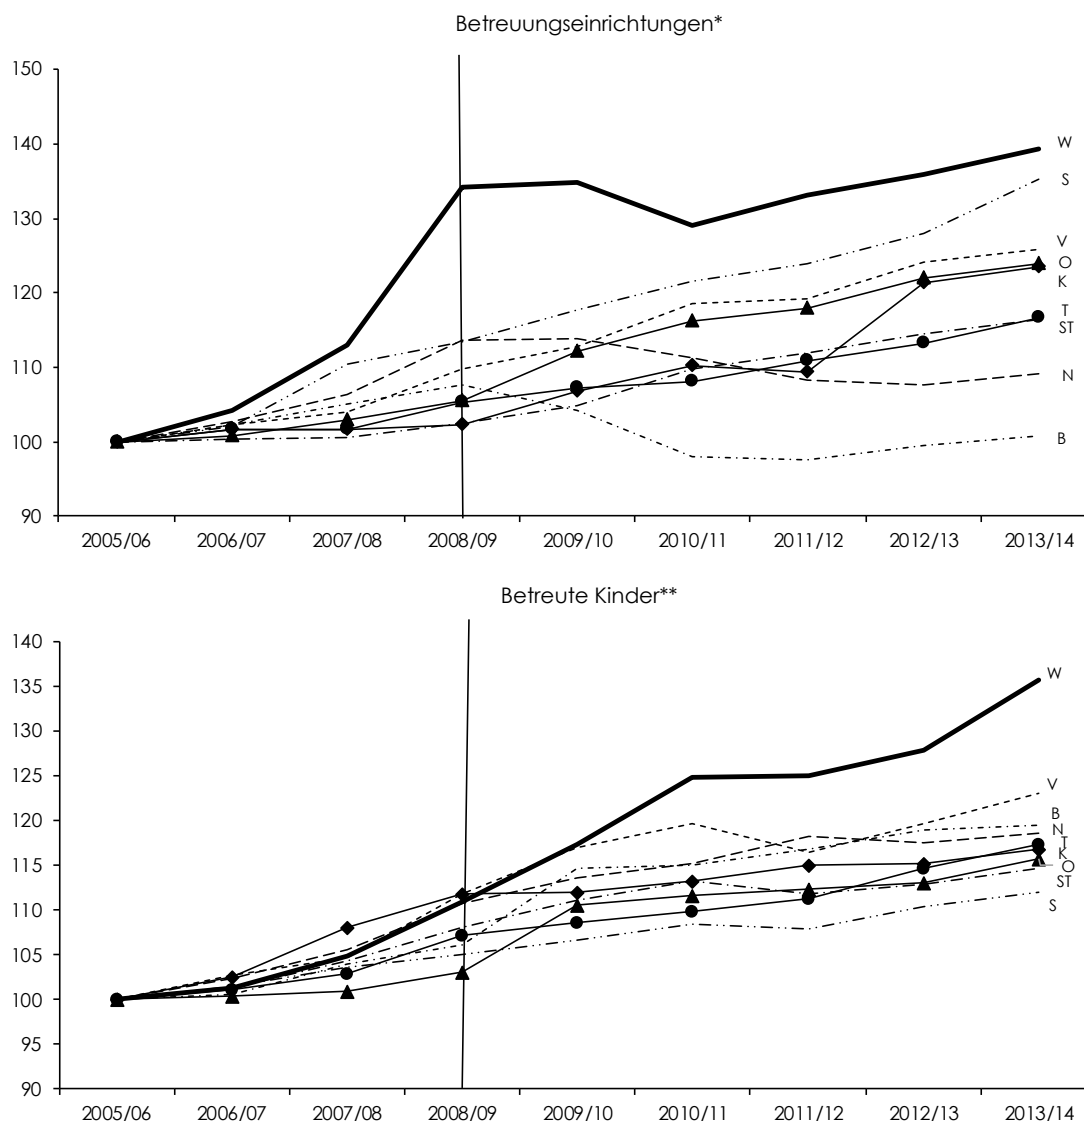 Betreuungseinrichtungen*
150
140
130
120
110
100
90
W
S
V
O
K
T
ST
N
B
2005/06 2006/07 2007/08 2008/09 2009/10 2010/11 2011/12 2012/13 2013/14
Betreute Kinder**
140
135
130
125
120
115
110
105
100
95
90
W
V
B
N
T
K
O
ST
S
2005/06 2006/07 2007/08 2008/09 2009/10 2010/11 2011/12 2012/13 2013/14